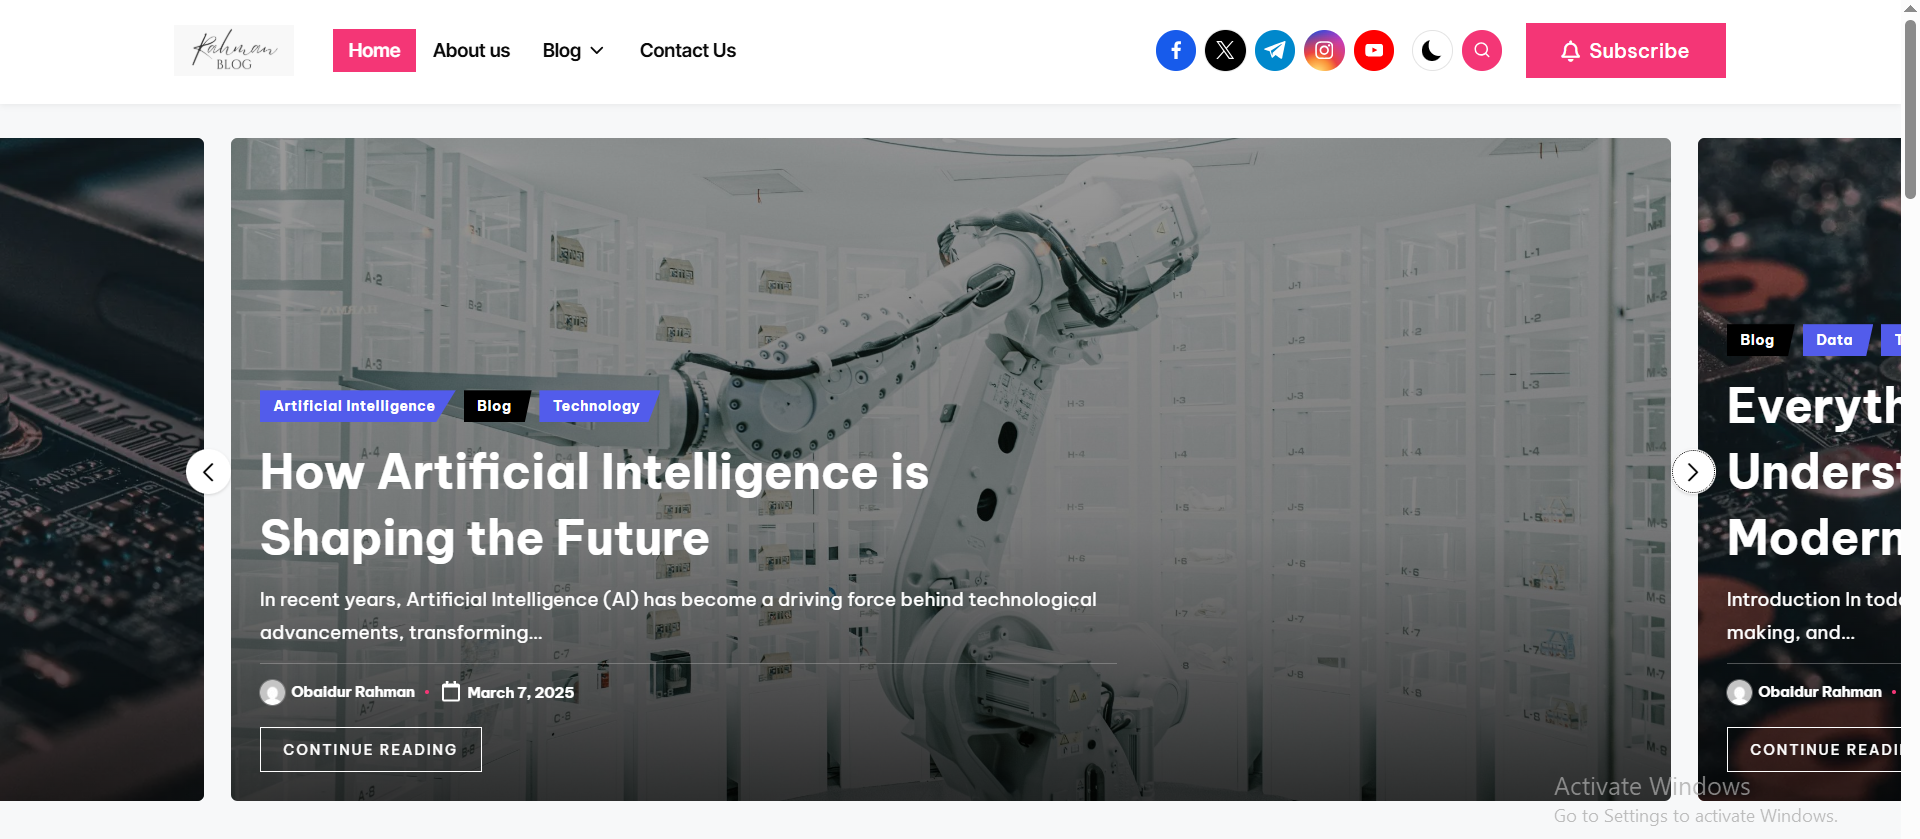 Rahman
BLOG
Home
About us
Blog
Contact Us
Subscribe
Artificial Intelligence
Blog
Technology
How Artificial Intelligence is
Shaping the Future
In recent years, Artificial Intelligence (AI) has become a driving force behind technological
advancements, transforming...
Obaidur Rahman
March 7, 2025
CONTINUE READING
Blog
Data
Everyth
Underst
Modern
Introduction In tod
making, and...
Obaidur Rahman
CONTINUE READI
Activate Windows
Go to Settings to activate Windows.